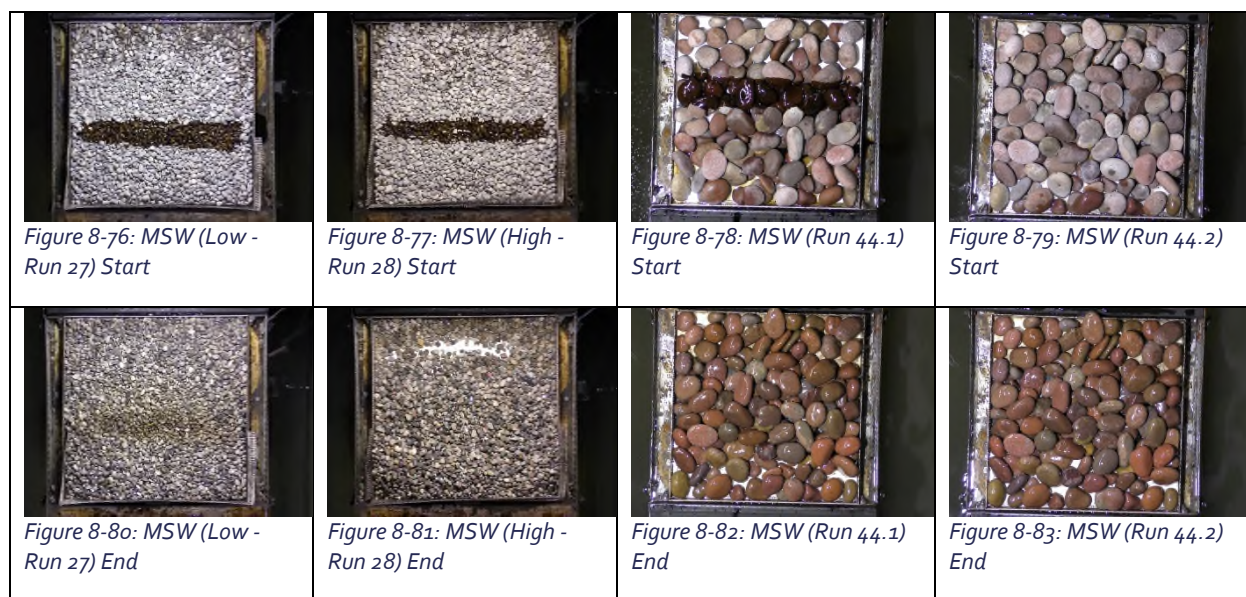 Figure 8-76: MSW (Low -
Run 27) Start
Figure 8-77: MSW (High -
Run 28) Start
Figure 8-78: MSW (Run 44.1)
Start
Figure 8-79: MSW (Run 44.2)
Start
Figure 8-80: MSW (Low -
Run 27) End
Figure 8-81: MSW (High -
Run 28) End
Figure 8-82: MSW (Run 44.1)
End
Figure 8-83: MSW (Run 44.2)
End